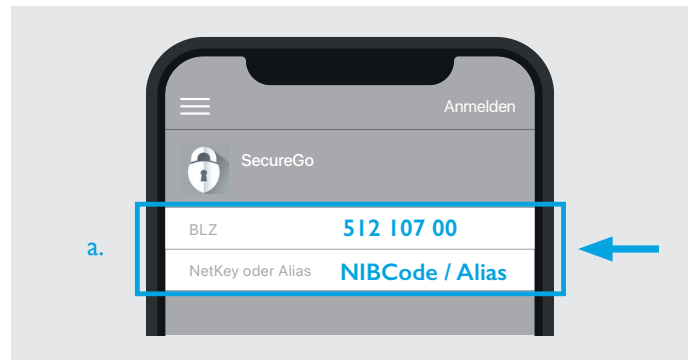 Anmelden
SecureGo
a.
BLZ 512 107 00
NetKey oder Alias NIBCode / Alias